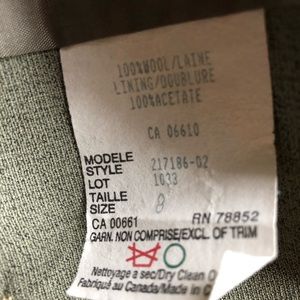 100%WOOL/LAINE
LINING/DOUBLURE
100%ACETATE
CA 06610
MODELE
STYLE 217186-02
LOT 1033
TAILLE
SIZE 8
CA 00661 RN 78852
GARN. NON COMPRISE/EXCL. OF TRIM
Nettoyage a sec/Dry Clean O
Fabriqué au Canada/Made in C